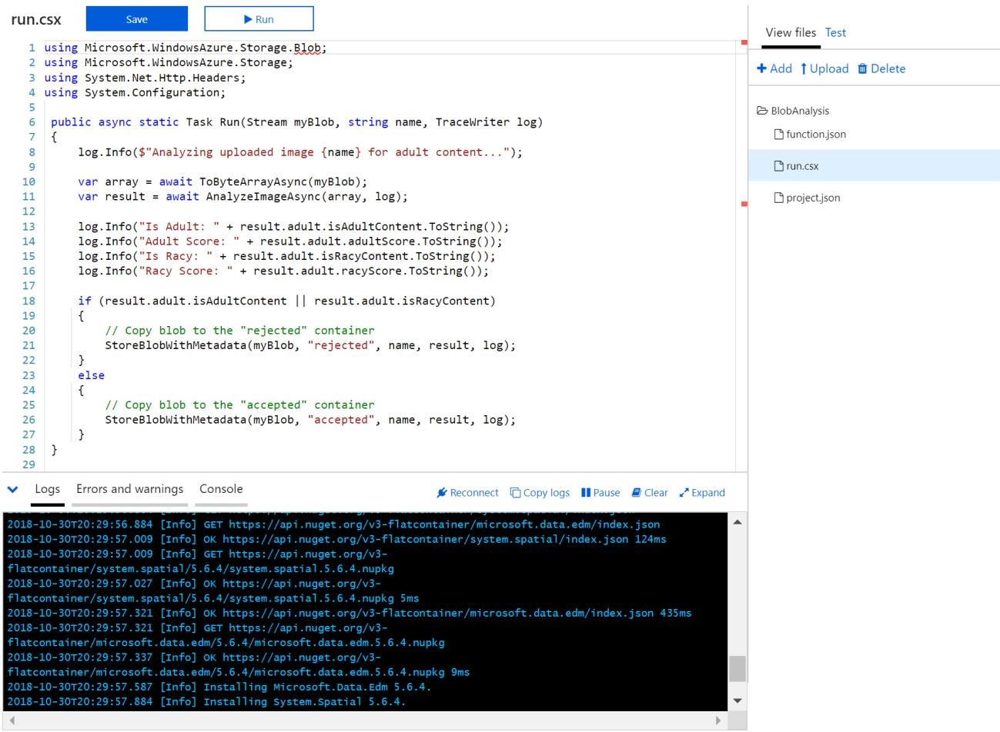 run.csx
Save
Run
View files
Test
1 using Microsoft.WindowsAzure.Storage.Blob;
2 using Microsoft.WindowsAzure.Storage;
3 using System.Net.Http.Headers;
4 using System.Configuration;
5
6 public async static Task Run(Stream myBlob, string name, TraceWriter log)
7 {
8 log.Info($"Analyzing uploaded image {name} for adult content...");
9
10 var array = await ToByteArrayAsync(myBlob);
11 var result = await AnalyzeImageAsync(array, log);
12
13 log.Info("Is Adult: " + result.adult.isAdultContent.ToString());
14 log.Info("Adult Score: " + result.adult.adultScore.ToString());
15 log.Info("Is Racy: " + result.adult.isRacyContent.ToString());
16 log.Info("Racy Score: " + result.adult.racyScore.ToString());
17
18 if (result.adult.isAdultContent || result.adult.isRacyContent)
19 {
20 // Copy blob to the "rejected" container
21 StoreBlobWithMetadata(myBlob, "rejected", name, result, log);
22 }
23 else
24 {
25 // Copy blob to the "accepted" container
26 StoreBlobWithMetadata(myBlob, "accepted", name, result, log);
27 }
28 }
29
Add Upload Delete
BlobAnalysis
function.json
run.csx
project.json
Logs Errors and warnings Console
Reconnect Copy logs Pause Clear Expand
2018-10-30T20:29:56.884 [Info] GET https://api.nuget.org/v3-flatcontainer/microsoft.data.edm/index.json
2018-10-30T20:29:57.009 [Info] OK https://api.nuget.org/v3-flatcontainer/system.spatial/index.json 124ms
2018-10-30T20:29:57.009 [Info] GET https://api.nuget.org/v3-
flatcontainer/system.spatial/5.6.4/system.spatial.5.6.4.nupkg
2018-10-30T20:29:57.027 [Info] OK https://api.nuget.org/v3-
flatcontainer/system.spatial/5.6.4/system.spatial.5.6.4.nupkg 5ms
2018-10-30T20:29:57.321 [Info] OK https://api.nuget.org/v3-flatcontainer/microsoft.data.edm/index.json 435ms
2018-10-30T20:29:57.321 [Info] GET https://api.nuget.org/v3-
flatcontainer/microsoft.data.edm/5.6.4/microsoft.data.edm.5.6.4.nupkg
2018-10-30T20:29:57.337 [Info] OK https://api.nuget.org/v3-
flatcontainer/microsoft.data.edm/5.6.4/microsoft.data.edm.5.6.4.nupkg 9ms
2018-10-30T20:29:57.587 [Info] Installing Microsoft.Data.Edm 5.6.4.
2018-10-30T20:29:57.884 [Info] Installing System.Spatial 5.6.4.